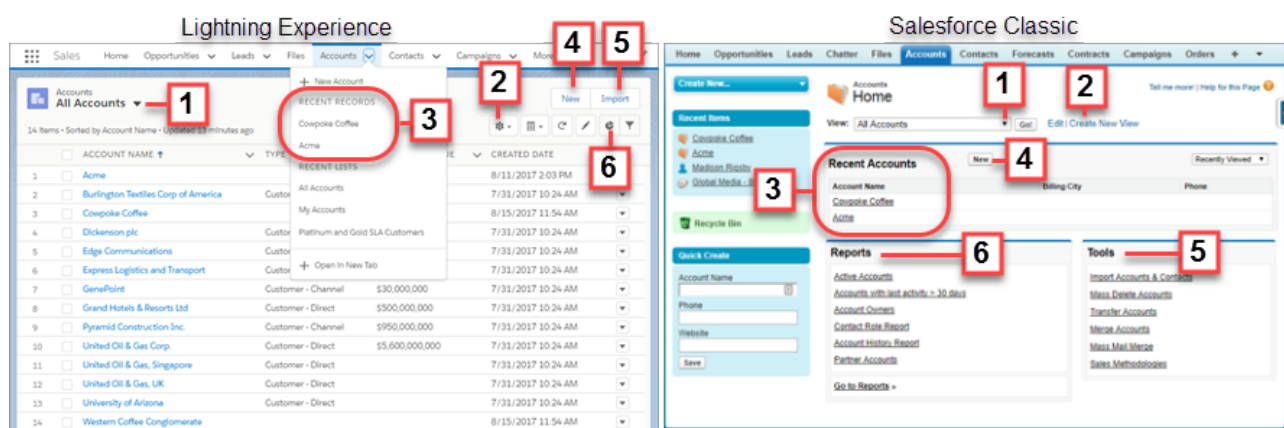 Lightning Experience
Salesforce Classic
4
5
Sales Home Opportunities Leads Files Accounts Contacts Campaigns
Accounts
All Accounts
1
2
New Import
14 Items • Sorted by Account Name • Updated 13 minutes ago
+ New Account
RECENT RECORDS
Cowpoke Coffee
Acme
3
RECENT LISTS
All Accounts
My Accounts
Platinum and Gold SLA Customers
+ Open In New Tab
6
ACCOUNT NAME ↑ CREATED DATE
1 Acme 8/11/2017 2:03 PM
2 Burlington Textiles Corp of America 7/31/2017 10:24 AM
3 Cowpoke Coffee 8/15/2017 11:54 AM
4 Dickenson plc 7/31/2017 10:24 AM
5 Edge Communications 7/31/2017 10:24 AM
6 Express Logistics and Transport 7/31/2017 10:24 AM
7 GenePoint Customer - Channel $30,000,000 7/31/2017 10:24 AM
8 Grand Hotels & Resorts Ltd Customer - Direct $500,000,000 7/31/2017 10:24 AM
9 Pyramid Construction Inc. Customer - Channel $950,000,000 7/31/2017 10:24 AM
10 United Oil & Gas Corp. Customer - Direct $5,600,000,000 7/31/2017 10:24 AM
11 United Oil & Gas, Singapore Customer - Direct 7/31/2017 10:24 AM
12 United Oil & Gas, UK Customer - Direct 7/31/2017 10:24 AM
13 University of Arizona Customer - Direct 7/31/2017 10:24 AM
14 Western Coffee Conglomerate 8/15/2017 11:54 AM
Home Opportunities Leads Chatter Files Accounts Contacts Forecasts Contracts Campaigns Orders +
Create New...
Recent Items
Cowpoke Coffee
Acme
Madison Rigsby
Global Media
Recycle Bin
Quick Create
Account Name
Phone
Website
Save
Accounts
Home
Tell me more! | Help for this Page
1
2
View: All Accounts Go! Edit | Create New View
3
4
Recent Accounts New Recently Viewed
Account Name Billing City Phone
Cowpoke Coffee
Acme
Reports
6
Active Accounts
Accounts with last activity > 30 days
Account Owners
Contact Role Report
Account History Report
Partner Accounts
Go to Reports »
Tools
5
Import Accounts & Contacts
Mass Delete Accounts
Transfer Accounts
Merge Accounts
Mass Mail Merge
Sales Methodologies